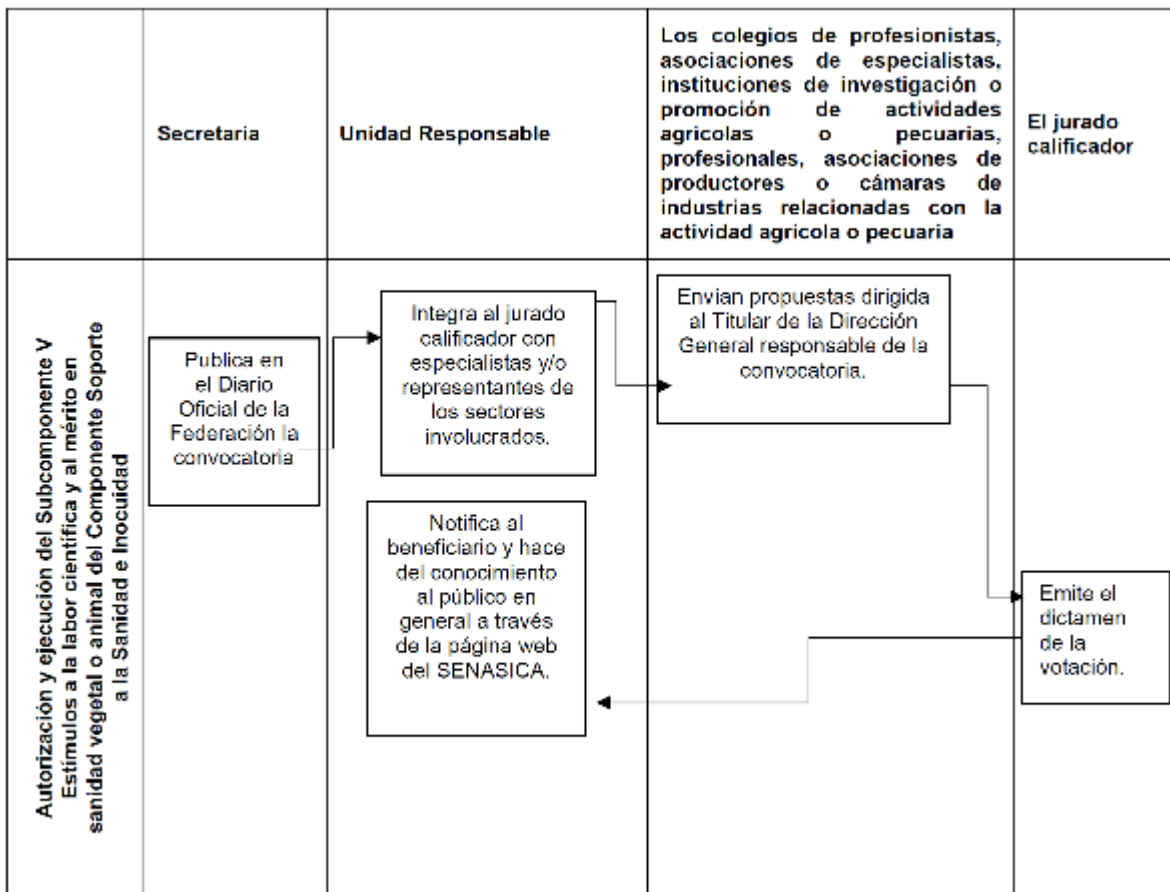 Secretaria
Unidad Responsable
Los colegios de profesionistas,
asociaciones de especialistas,
instituciones de investigación o
promoción de actividades
agrícolas o pecuarias,
profesionales, asociaciones de
productores o cámaras de
industrias relacionadas con la
actividad agrícola o pecuaria
El jurado
calificador
Autorización y ejecución del Subcomponente V
Estímulos a la labor científica y al mérito en
sanidad vegetal o animal del Componente Soporte
a la Sanidad e Inocuidad
Publica en
el Diario
Oficial de la
Federación la
convocatoria
Integra al jurado
calificador con
especialistas y/o
representantes de
los sectores
involucrados.
Envian propuestas dirigida
al Titular de la Dirección
General responsable de la
convocatoria.
Notifica al
beneficiario y hace
del conocimiento
al público en
general a través
de la página web
del SENASICA.
Emite el
dictamen
de la
votación.